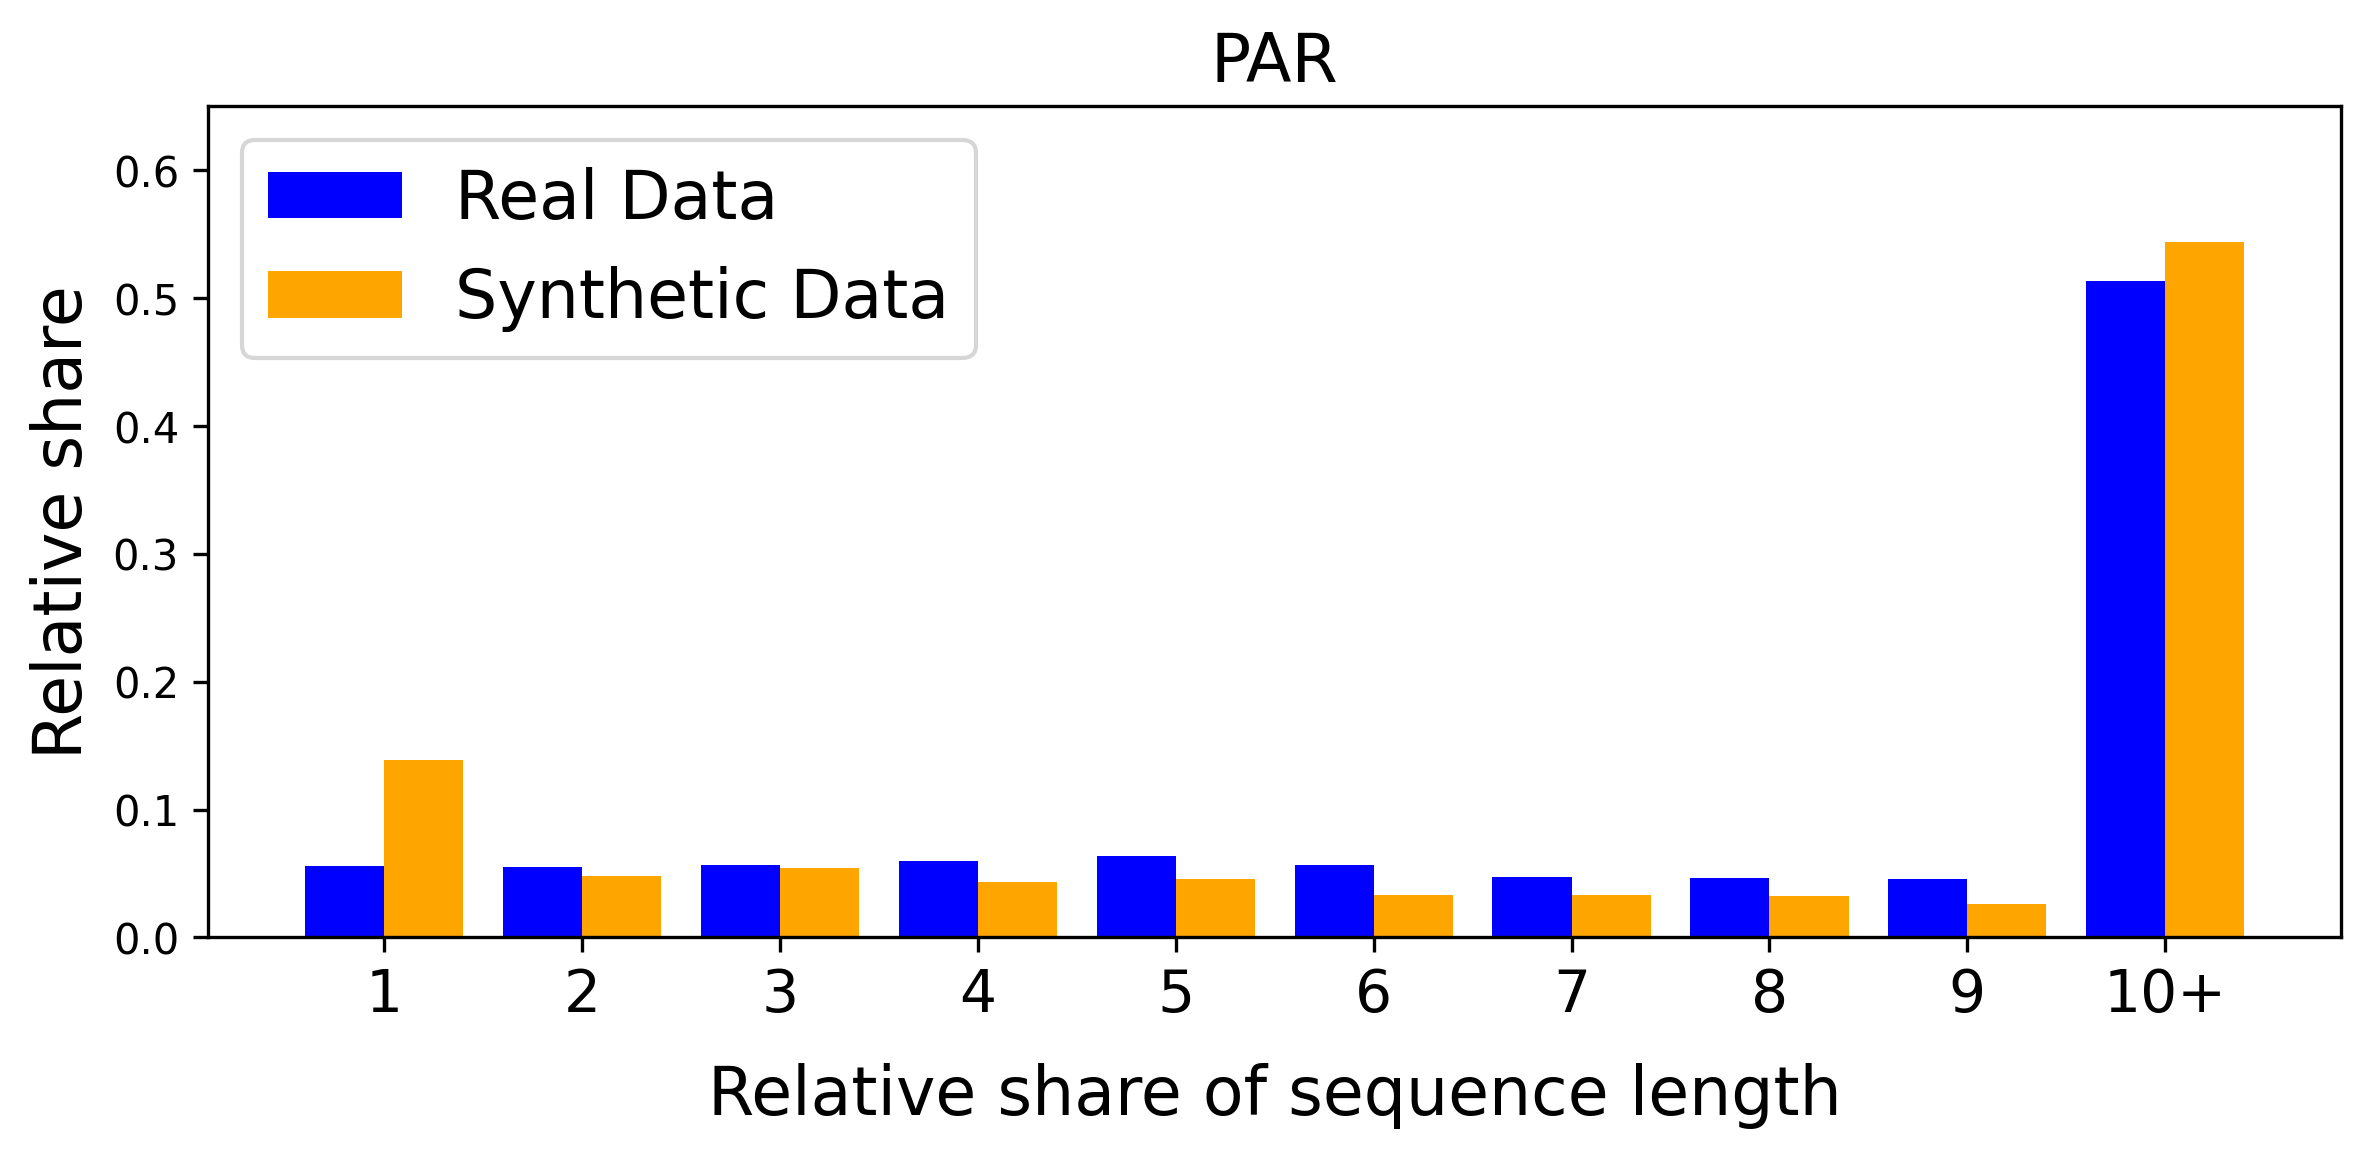 PAR
Real Data
Synthetic Data
Relative share
0.6
0.5
0.4
0.3
0.2
0.1
0.0
1 2 3 4 5 6 7 8 9 10+
Relative share of sequence length